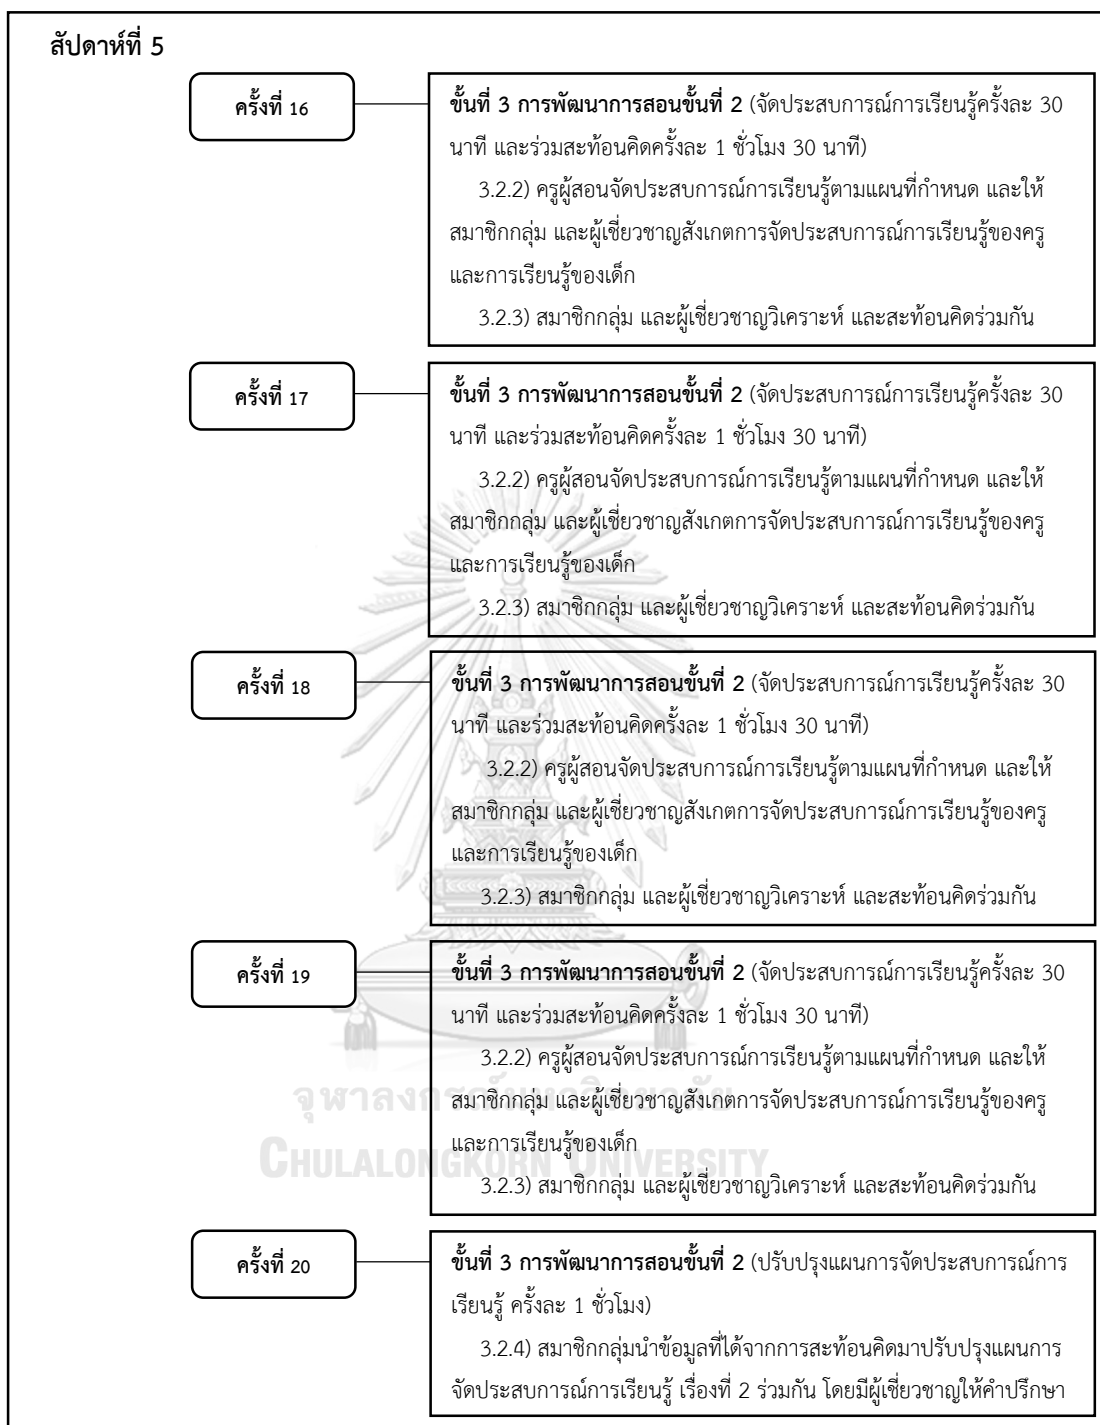 สัปดาห์ที่ 5
ครั้งที่ 16
ขั้นที่ 3 การพัฒนาการสอนขั้นที่ 2 (จัดประสบการณ์การเรียนรู้ครั้งละ 30
นาที และร่วมสะท้อนคิดครั้งละ 1 ชั่วโมง 30 นาที)
3.2.2) ครูผู้สอนจัดประสบการณ์การเรียนรู้ตามแผนที่กำหนด และให้
สมาชิกกลุ่ม และผู้เชี่ยวชาญสังเกตการจัดประสบการณ์การเรียนรู้ของครู
และการเรียนรู้ของเด็ก
3.2.3) สมาชิกกลุ่ม และผู้เชี่ยวชาญวิเคราะห์ และสะท้อนคิดร่วมกัน
ครั้งที่ 17
ขั้นที่ 3 การพัฒนาการสอนขั้นที่ 2 (จัดประสบการณ์การเรียนรู้ครั้งละ 30
นาที และร่วมสะท้อนคิดครั้งละ 1 ชั่วโมง 30 นาที)
3.2.2) ครูผู้สอนจัดประสบการณ์การเรียนรู้ตามแผนที่กำหนด และให้
สมาชิกกลุ่ม และผู้เชี่ยวชาญสังเกตการจัดประสบการณ์การเรียนรู้ของครู
และการเรียนรู้ของเด็ก
3.2.3) สมาชิกกลุ่ม และผู้เชี่ยวชาญวิเคราะห์ และสะท้อนคิดร่วมกัน
ครั้งที่ 18
ขั้นที่ 3 การพัฒนาการสอนขั้นที่ 2 (จัดประสบการณ์การเรียนรู้ครั้งละ 30
นาที และร่วมสะท้อนคิดครั้งละ 1 ชั่วโมง 30 นาที)
3.2.2) ครูผู้สอนจัดประสบการณ์การเรียนรู้ตามแผนที่กำหนด และให้
สมาชิกกลุ่ม และผู้เชี่ยวชาญสังเกตการจัดประสบการณ์การเรียนรู้ของครู
และการเรียนรู้ของเด็ก
3.2.3) สมาชิกกลุ่ม และผู้เชี่ยวชาญวิเคราะห์ และสะท้อนคิดร่วมกัน
ครั้งที่ 19
ขั้นที่ 3 การพัฒนาการสอนขั้นที่ 2 (จัดประสบการณ์การเรียนรู้ครั้งละ 30
นาที และร่วมสะท้อนคิดครั้งละ 1 ชั่วโมง 30 นาที)
3.2.2) ครูผู้สอนจัดประสบการณ์การเรียนรู้ตามแผนที่กำหนด และให้
สมาชิกกลุ่ม และผู้เชี่ยวชาญสังเกตการจัดประสบการณ์การเรียนรู้ของครู
และการเรียนรู้ของเด็ก
3.2.3) สมาชิกกลุ่ม และผู้เชี่ยวชาญวิเคราะห์ และสะท้อนคิดร่วมกัน
จุฬาลงกรณ์มหาวิทยาลัย
CHULALONGKORN UNIVERSITY
ครั้งที่ 20
ขั้นที่ 3 การพัฒนาการสอนขั้นที่ 2 (ปรับปรุงแผนการจัดประสบการณ์การ
เรียนรู้ ครั้งละ 1 ชั่วโมง)
3.2.4) สมาชิกกลุ่มนำข้อมูลที่ได้จากการสะท้อนคิดมาปรับปรุงแผนการ
จัดประสบการณ์การเรียนรู้ เรื่องที่ 2 ร่วมกัน โดยมีผู้เชี่ยวชาญให้คำปรึกษา